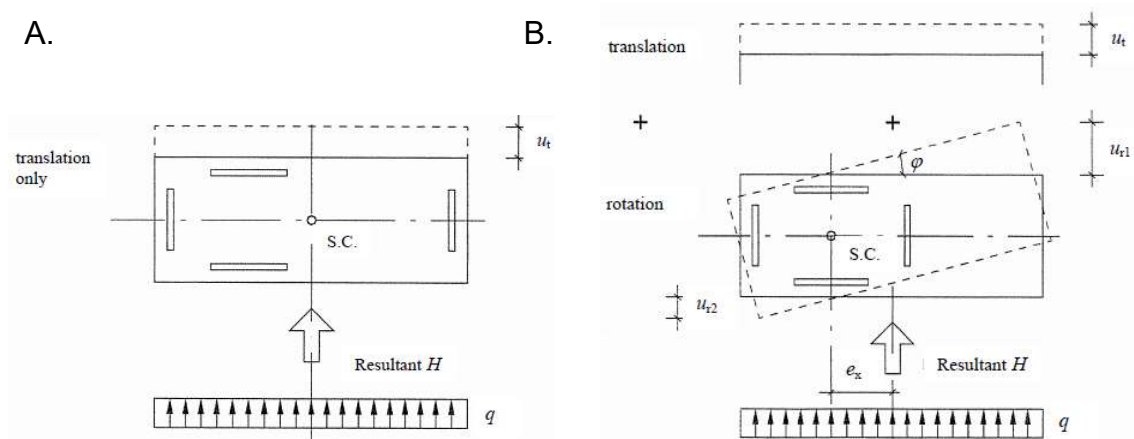 A.
translation
only
u_t
S.C.
Resultant H
q
B.
translation
u_t
u_r1
φ
rotation
S.C.
u_r2
e_x
Resultant H
q